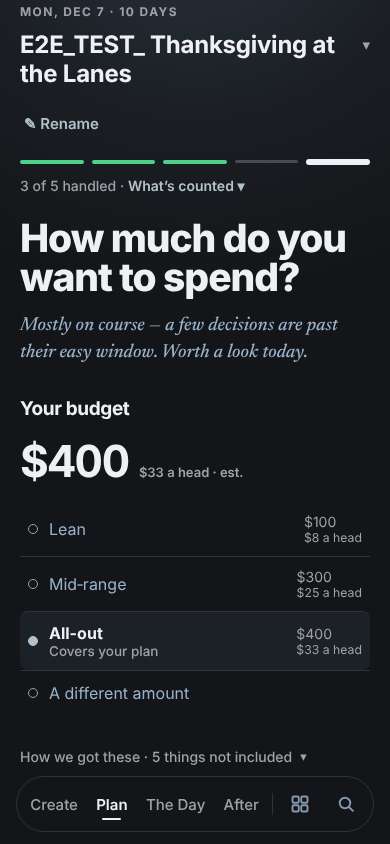 MON, DEC 7 · 10 DAYS
E2E_TEST_ Thanksgiving at ▾
the Lanes
✎ Rename
3 of 5 handled · What's counted ▾
How much do you
want to spend?
Mostly on course — a few decisions are past
their easy window. Worth a look today.
Your budget
$400 $33 a head · est.
Lean
$100
$8 a head
Mid-range
$300
$25 a head
All-out
Covers your plan
$400
$33 a head
A different amount
How we got these · 5 things not included ▾
Create Plan The Day After